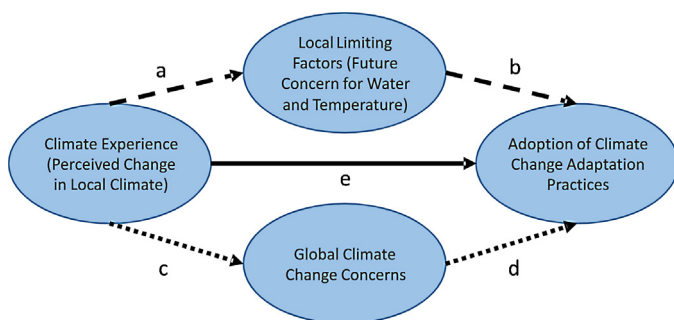 Local Limiting
Factors (Future
Concern for Water
and Temperature)
a
b
Climate Experience
(Perceived Change
in Local Climate)
e
Adoption of Climate
Change Adaptation
Practices
c
Global Climate
Change Concerns
d